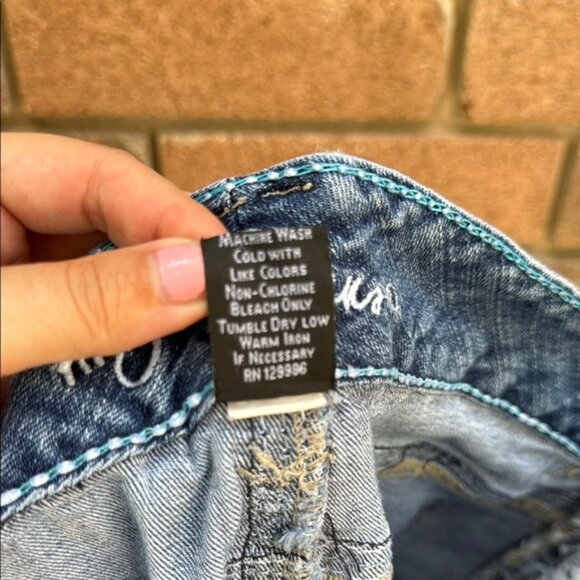 Machine Wash
Cold with
Like Colors
Non-Chlorine
Bleach Only
Tumble Dry Low
Warm Iron
If Necessary
RN 129996